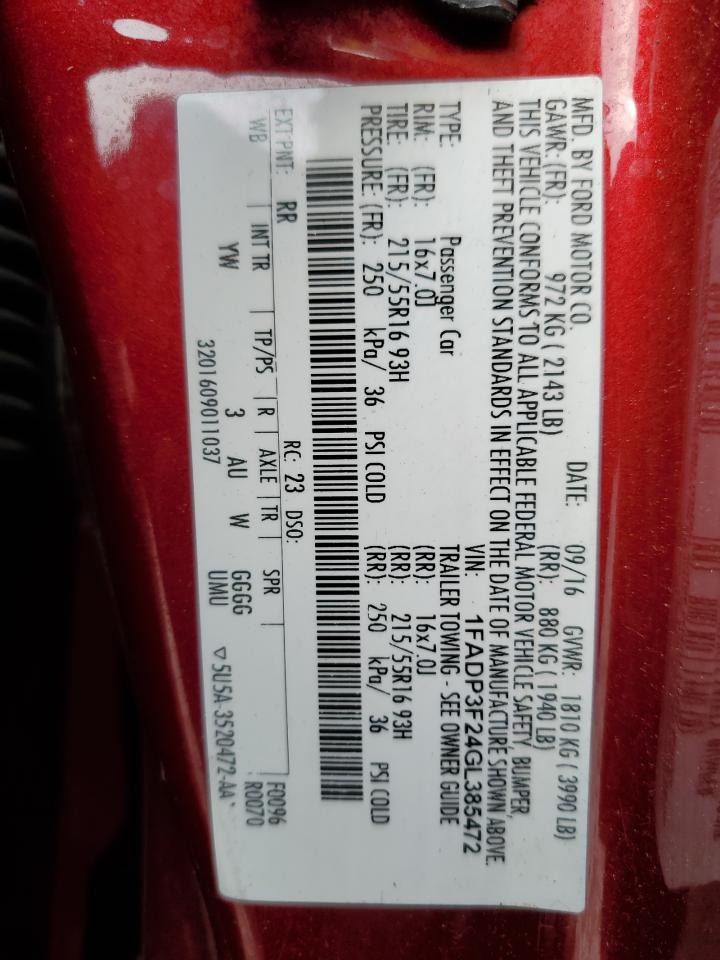 MFD. BY FORD MOTOR CO.
DATE: 09/16 GVWR: 1810 KG ( 3990 LB)
GAWR: (FR): 972 KG ( 2143 LB) (RR): 880 KG ( 1940 LB)
THIS VEHICLE CONFORMS TO ALL APPLICABLE FEDERAL MOTOR VEHICLE SAFETY, BUMPER,
AND THEFT PREVENTION STANDARDS IN EFFECT ON THE DATE OF MANUFACTURE SHOWN ABOVE.
VIN: 1FADP3F24GL385472
TYPE: Passenger Car TRAILER TOWING - SEE OWNER GUIDE
RIM: (FR): 16x7.0J (RR): 16x7.0J
TIRE: (FR): 215/55R16 93H (RR): 215/55R16 93H
PRESSURE: (FR): 250 kPa/ 36 PSI COLD (RR): 250 kPa/ 36 PSI COLD
EXT PNT: RR RC: 23 DSO: F0096
WB INT TR TP/PS R AXLE TR SPR R0070
YW 3 AU W GGGG
UMU
3201609011037 ▽5U5A-3520472-AA